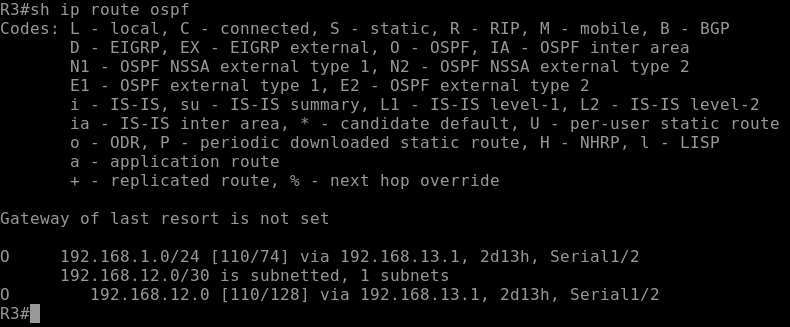 R3#sh ip route ospf
Codes: L - local, C - connected, S - static, R - RIP, M - mobile, B - BGP
       D - EIGRP, EX - EIGRP external, O - OSPF, IA - OSPF inter area
       N1 - OSPF NSSA external type 1, N2 - OSPF NSSA external type 2
       E1 - OSPF external type 1, E2 - OSPF external type 2
       i - IS-IS, su - IS-IS summary, L1 - IS-IS level-1, L2 - IS-IS level-2
       ia - IS-IS inter area, * - candidate default, U - per-user static route
       o - ODR, P - periodic downloaded static route, H - NHRP, l - LISP
       a - application route
       + - replicated route, % - next hop override

Gateway of last resort is not set

O     192.168.1.0/24 [110/74] via 192.168.13.1, 2d13h, Serial1/2
      192.168.12.0/30 is subnetted, 1 subnets
O        192.168.12.0 [110/128] via 192.168.13.1, 2d13h, Serial1/2
R3#